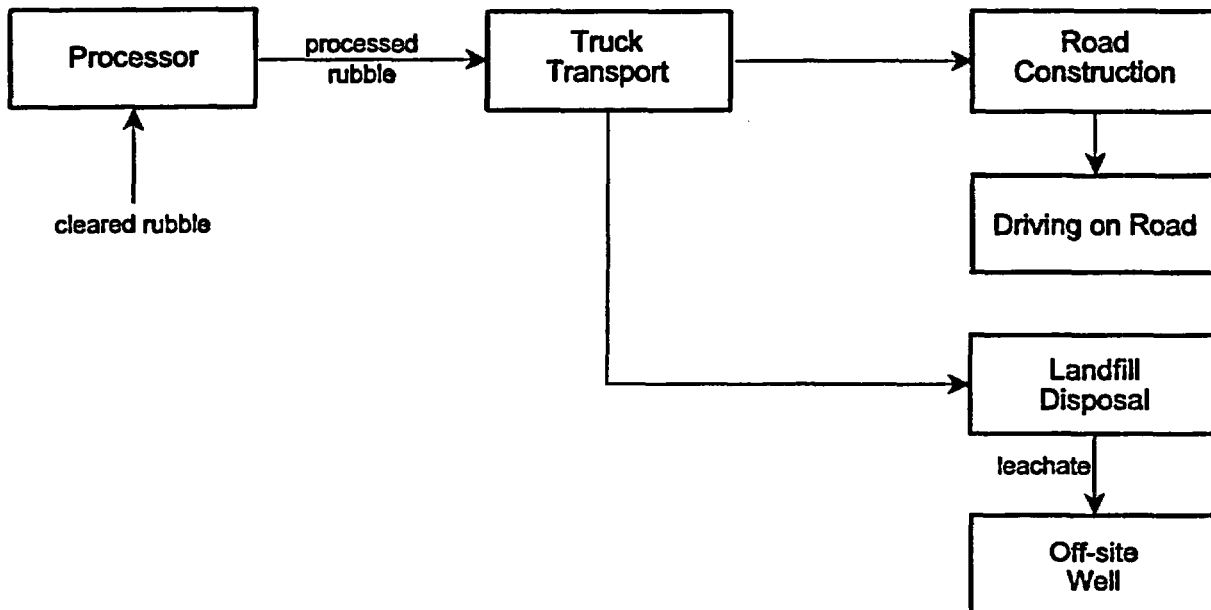 Processor
processed
rubble
Truck
Transport
Road
Construction
cleared rubble
Driving on Road
Landfill
Disposal
leachate
Off-site
Well